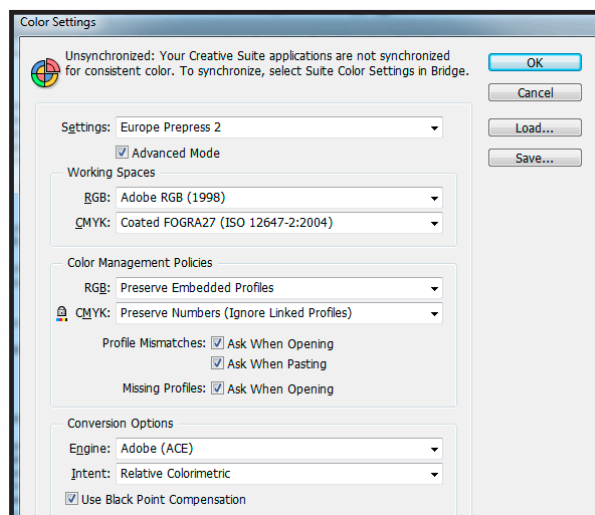 Color Settings
Unsynchronized: Your Creative Suite applications are not synchronized
for consistent color. To synchronize, select Suite Color Settings in Bridge.
OK
Cancel
Load...
Save...
Settings: Europe Prepress 2
Advanced Mode
Working Spaces
RGB: Adobe RGB (1998)
CMYK: Coated FOGRA27 (ISO 12647-2:2004)
Color Management Policies
RGB: Preserve Embedded Profiles
CMYK: Preserve Numbers (Ignore Linked Profiles)
Profile Mismatches: Ask When Opening
Ask When Pasting
Missing Profiles: Ask When Opening
Conversion Options
Engine: Adobe (ACE)
Intent: Relative Colorimetric
Use Black Point Compensation